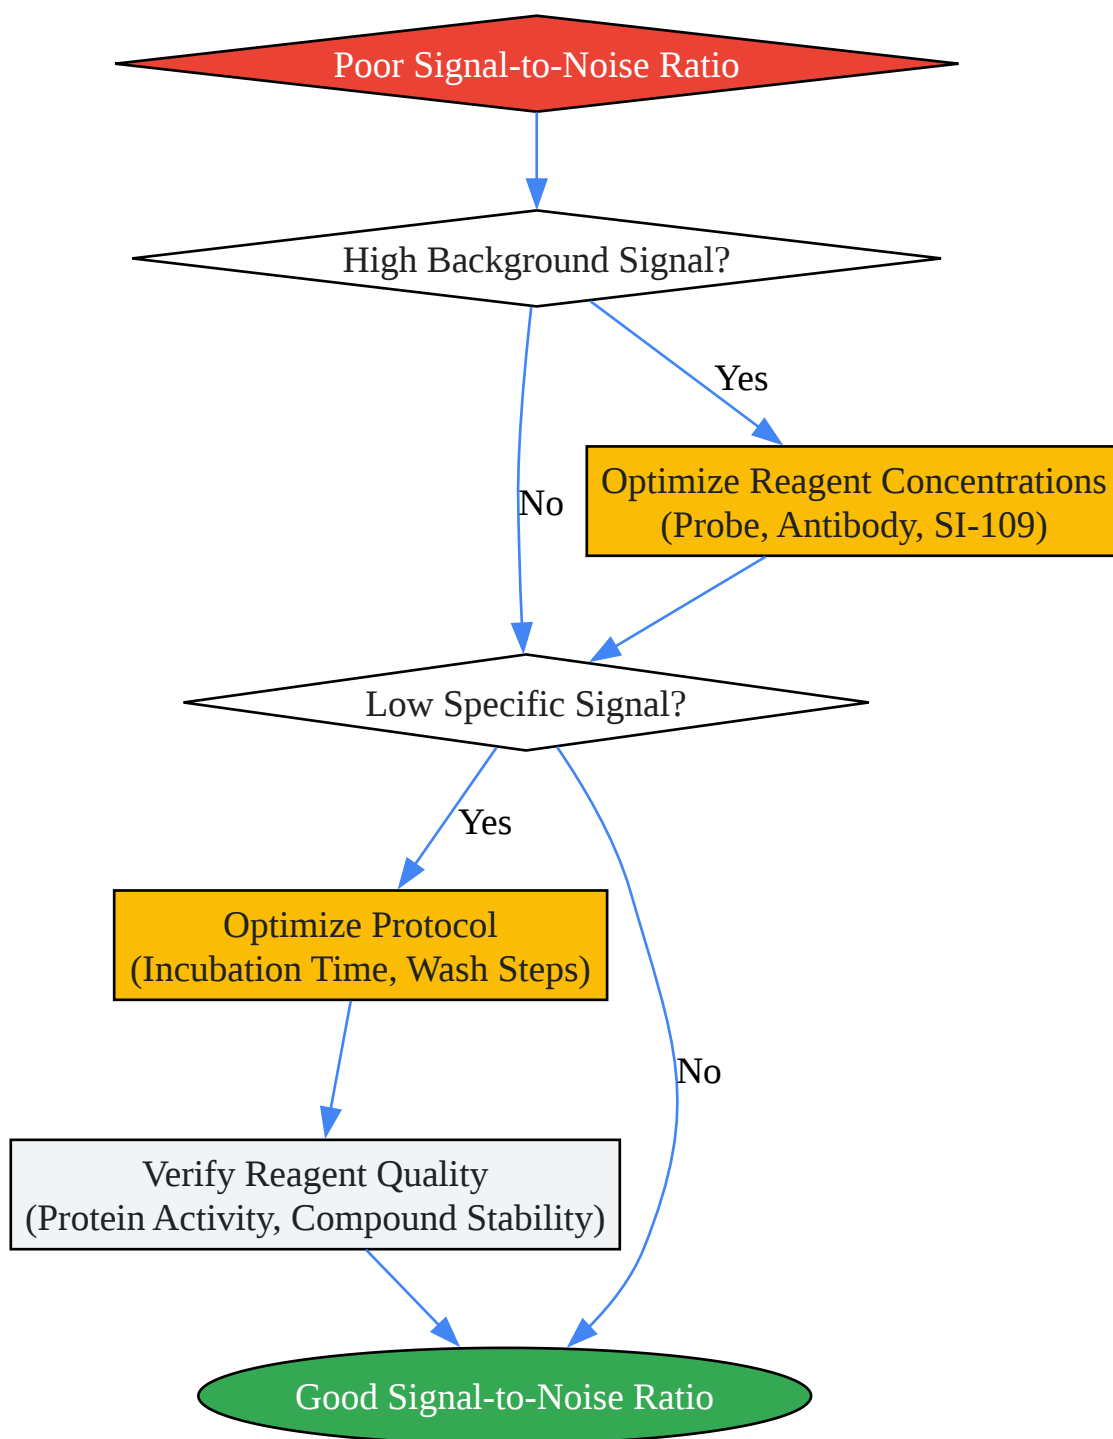 Poor Signal-to-Noise Ratio
High Background Signal?
Yes
Optimize Reagent Concentrations
(Probe, Antibody, SI-109)
No
Low Specific Signal?
Yes
Optimize Protocol
(Incubation Time, Wash Steps)
No
Verify Reagent Quality
(Protein Activity, Compound Stability)
Good Signal-to-Noise Ratio